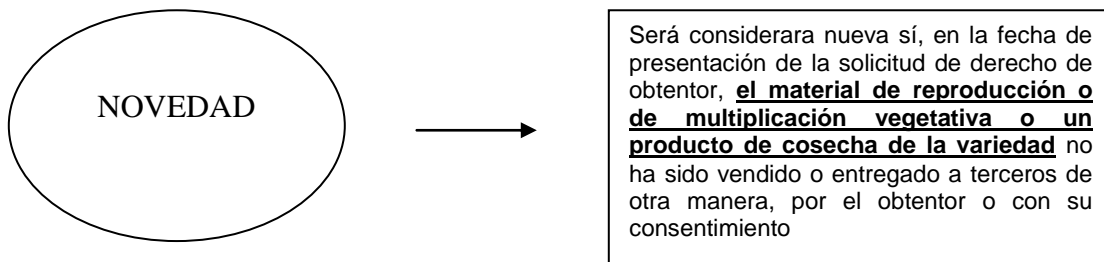 NOVEDAD
Será considerara nueva sí, en la fecha de
presentación de la solicitud de derecho de
obtentor, el material de reproducción o
de multiplicación vegetativa o un
producto de cosecha de la variedad no
ha sido vendido o entregado a terceros de
otra manera, por el obtentor o con su
consentimiento